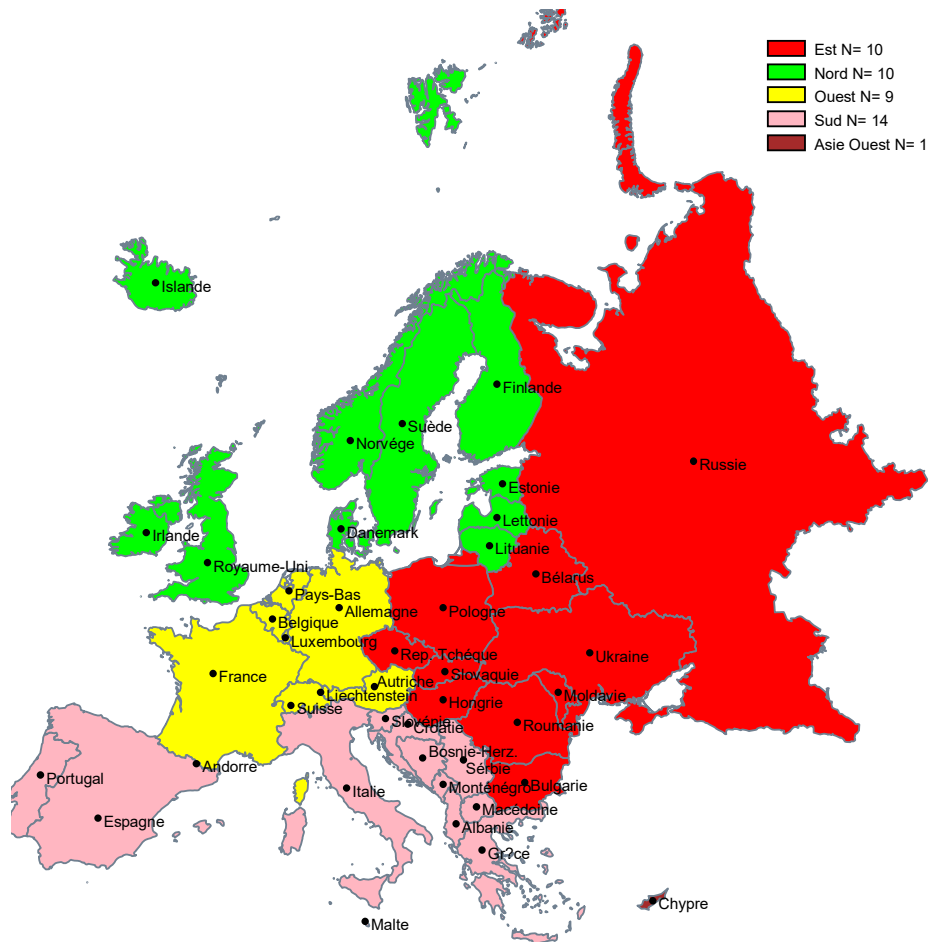 Est N= 10
Nord N= 10
Ouest N= 9
Sud N= 14
Asie Ouest N= 1
Islande
Finlande
Suède
Norvége
Russie
Estonie
Lettonie
Irlande
Danemark
Lituanie
Royaume-Uni
Bélarus
Pays-Bas
Allemagne
Pologne
Belgique
Luxembourg
Rep. Tchéque
Ukraine
France
Slovaquie
Autriche
Liechtenstein
Moldavie
Suisse
Hongrie
Slovénie
Croatie
Roumanie
Bosnie-Herz.
Sérbie
Andorre
Portugal
Italie
Monténégro
Bulgarie
Macédoine
Espagne
Albanie
Gr?ce
Chypre
Malte